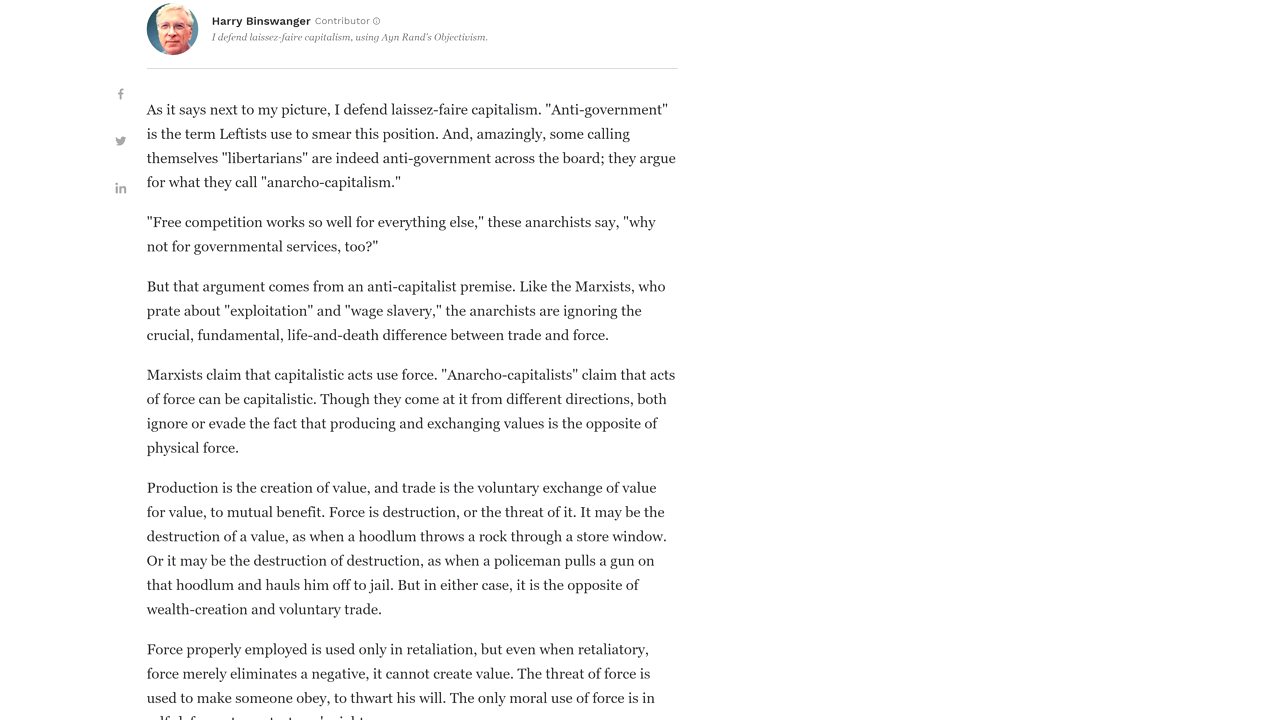 Harry Binswanger Contributor
I defend laissez-faire capitalism, using Ayn Rand's Objectivism.
As it says next to my picture, I defend laissez-faire capitalism. "Anti-government"
is the term Leftists use to smear this position. And, amazingly, some calling
themselves "libertarians" are indeed anti-government across the board; they argue
for what they call "anarcho-capitalism."
"Free competition works so well for everything else," these anarchists say, "why
not for governmental services, too?"
But that argument comes from an anti-capitalist premise. Like the Marxists, who
prate about "exploitation" and "wage slavery," the anarchists are ignoring the
crucial, fundamental, life-and-death difference between trade and force.
Marxists claim that capitalistic acts use force. "Anarcho-capitalists" claim that acts
of force can be capitalistic. Though they come at it from different directions, both
ignore or evade the fact that producing and exchanging values is the opposite of
physical force.
Production is the creation of value, and trade is the voluntary exchange of value
for value, to mutual benefit. Force is destruction, or the threat of it. It may be the
destruction of a value, as when a hoodlum throws a rock through a store window.
Or it may be the destruction of destruction, as when a policeman pulls a gun on
that hoodlum and hauls him off to jail. But in either case, it is the opposite of
wealth-creation and voluntary trade.
Force properly employed is used only in retaliation, but even when retaliatory,
force merely eliminates a negative, it cannot create value. The threat of force is
used to make someone obey, to thwart his will. The only moral use of force is in